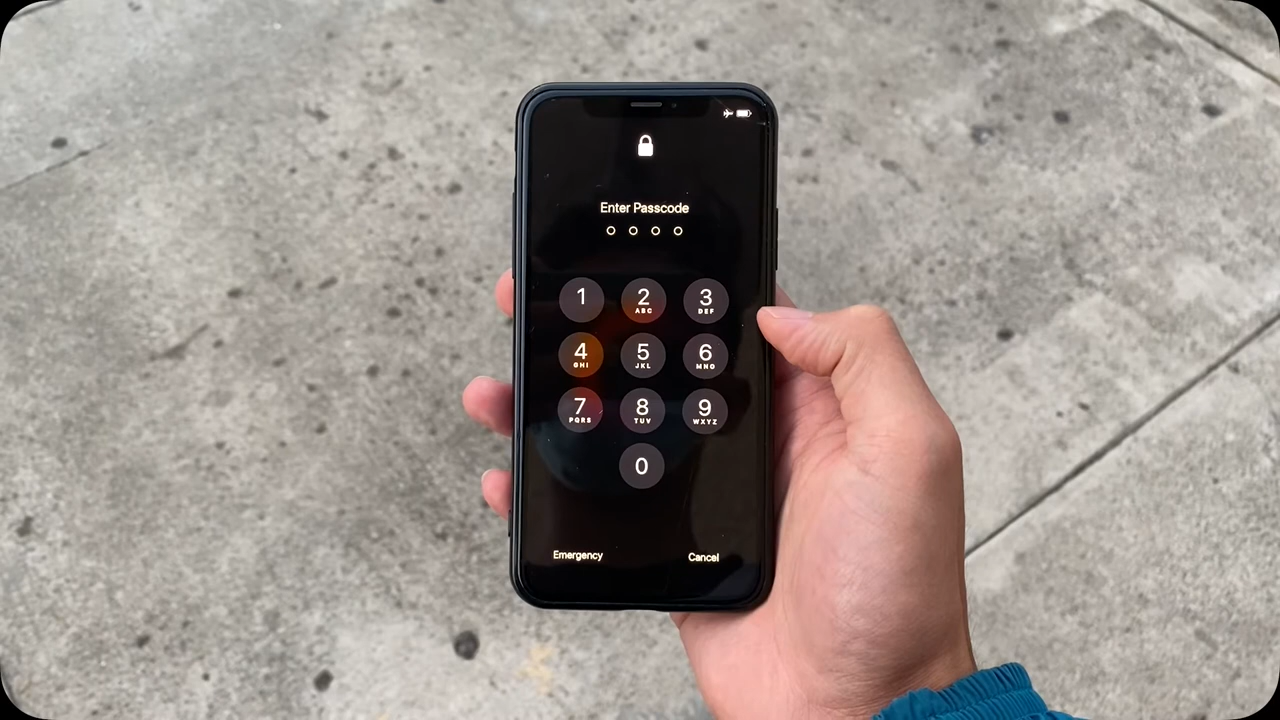 Enter Passcode
1 2 3
ABC DEF
4 5 6
GHI JKL MNO
7 8 9
PQRS TUV WXYZ
0
Emergency Cancel